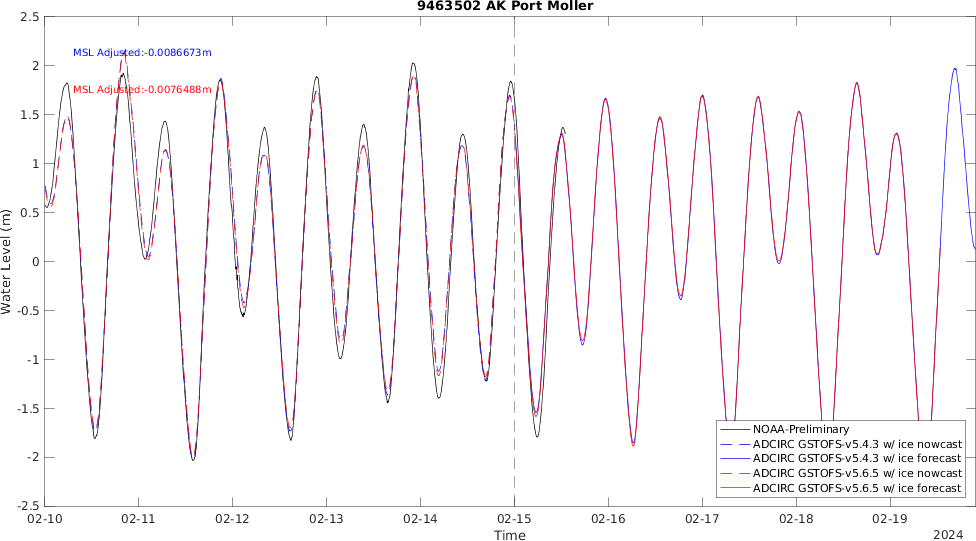 9463502 AK Port Moller
MSL Adjusted:-0.0086673m
MSL Adjusted:-0.0076488m
Water Level (m)
2.5
2
1.5
1
0.5
0
-0.5
-1
-1.5
-2
-2.5
NOAA-Preliminary
ADCIRC GSTOFS-v5.4.3 w/ ice nowcast
ADCIRC GSTOFS-v5.4.3 w/ ice forecast
ADCIRC GSTOFS-v5.6.5 w/ ice nowcast
ADCIRC GSTOFS-v5.6.5 w/ ice forecast
02-10 02-11 02-12 02-13 02-14 02-15 02-16 02-17 02-18 02-19
Time
2024